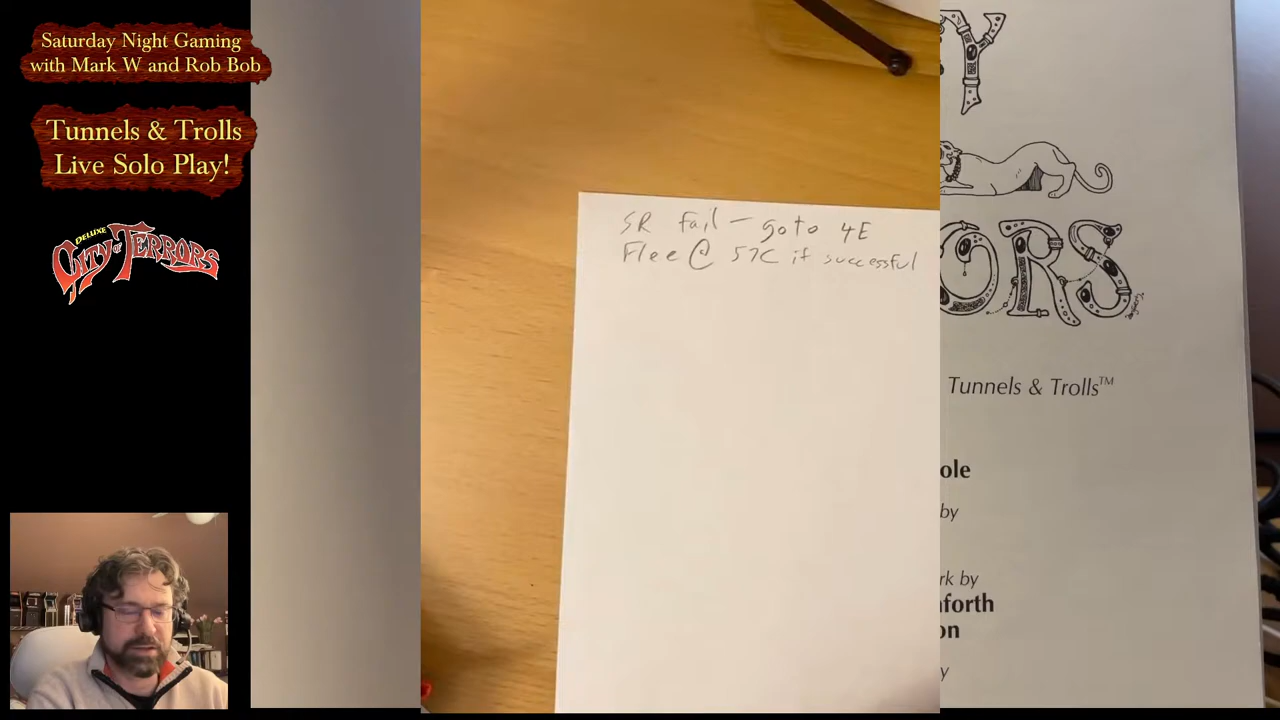 Saturday Night Gaming
with Mark W and Rob Bob
Tunnels & Trolls
Live Solo Play!
DELUXE
CITY OF TERRORS
SR fail - goto 4E
Flee @ 57C if successful
Y
ORS
Tunnels & Trolls™
ole
by
rk by
nforth
on
y